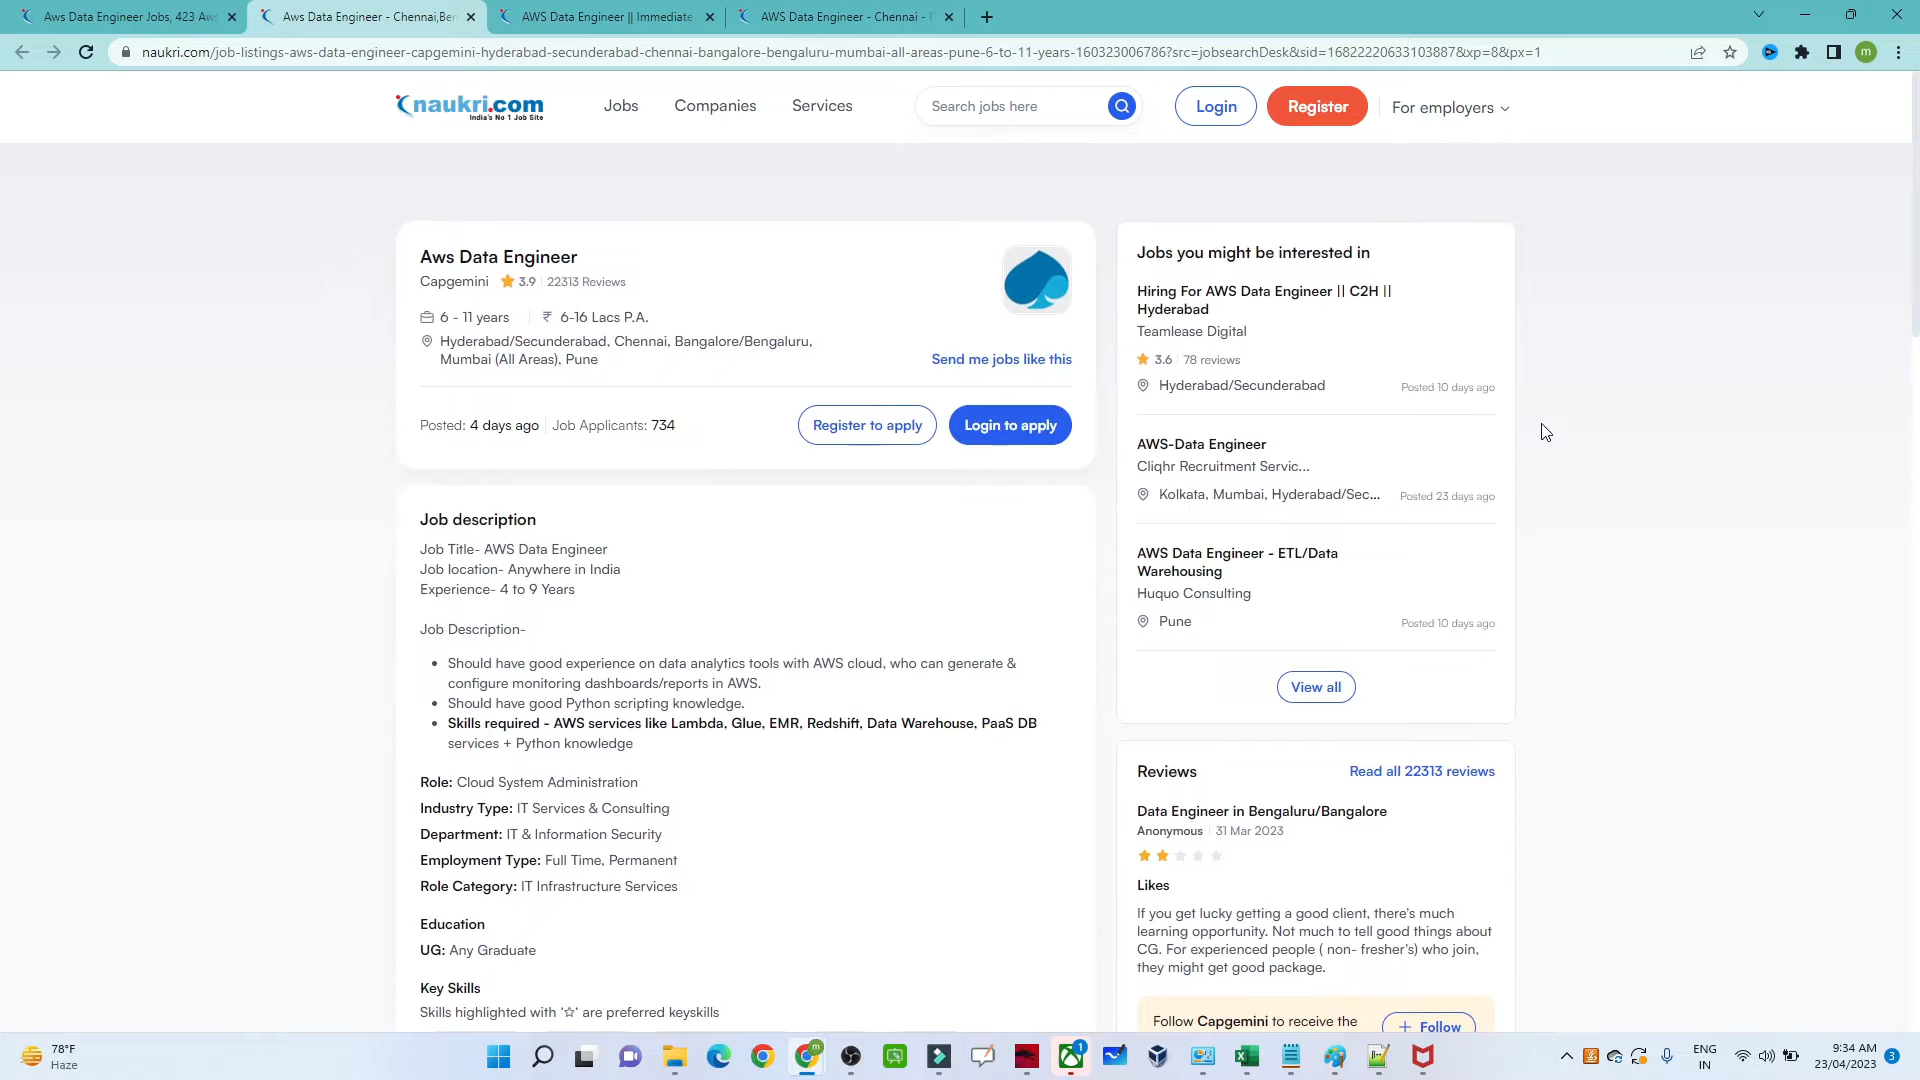 Aws Data Engineer Jobs, 423 Aws
Aws Data Engineer - Chennai,Ben
AWS Data Engineer || Immediate
AWS Data Engineer - Chennai -
naukri.com/job-listings-aws-data-engineer-capgemini-hyderabad-secunderabad-chennai-bangalore-bengaluru-mumbai-all-areas-pune-6-to-11-years-160323006786?src=jobsearchDesk&sid=16822220633103887&xp=8&px=1
m
naukri.com
India's No 1 Job Site
Jobs
Companies
Services
Search jobs here
Login
Register
For employers
Aws Data Engineer
Capgemini 3.9 22313 Reviews
6 - 11 years ₹ 6-16 Lacs P.A.
Hyderabad/Secunderabad, Chennai, Bangalore/Bengaluru,
Mumbai (All Areas), Pune
Send me jobs like this
Posted: 4 days ago Job Applicants: 734
Register to apply
Login to apply
Job description
Job Title- AWS Data Engineer
Job location- Anywhere in India
Experience- 4 to 9 Years
Job Description-
• Should have good experience on data analytics tools with AWS cloud, who can generate &
configure monitoring dashboards/reports in AWS.
• Should have good Python scripting knowledge.
• Skills required - AWS services like Lambda, Glue, EMR, Redshift, Data Warehouse, PaaS DB
services + Python knowledge
Role: Cloud System Administration
Industry Type: IT Services & Consulting
Department: IT & Information Security
Employment Type: Full Time, Permanent
Role Category: IT Infrastructure Services
Education
UG: Any Graduate
Key Skills
Skills highlighted with '☆' are preferred keyskills
Jobs you might be interested in
Hiring For AWS Data Engineer || C2H ||
Hyderabad
Teamlease Digital
3.6 78 reviews
Hyderabad/Secunderabad Posted 10 days ago
AWS-Data Engineer
Cliqhr Recruitment Servic...
Kolkata, Mumbai, Hyderabad/Sec... Posted 23 days ago
AWS Data Engineer - ETL/Data
Warehousing
Huquo Consulting
Pune Posted 10 days ago
View all
Reviews Read all 22313 reviews
Data Engineer in Bengaluru/Bangalore
Anonymous 31 Mar 2023
Likes
If you get lucky getting a good client, there's much
learning opportunity. Not much to tell good things about
CG. For experienced people ( non- fresher's) who join,
they might get good package.
Follow Capgemini to receive the
+ Follow
78°F
Haze
m
1
ENG
IN
9:34 AM
23/04/2023
3